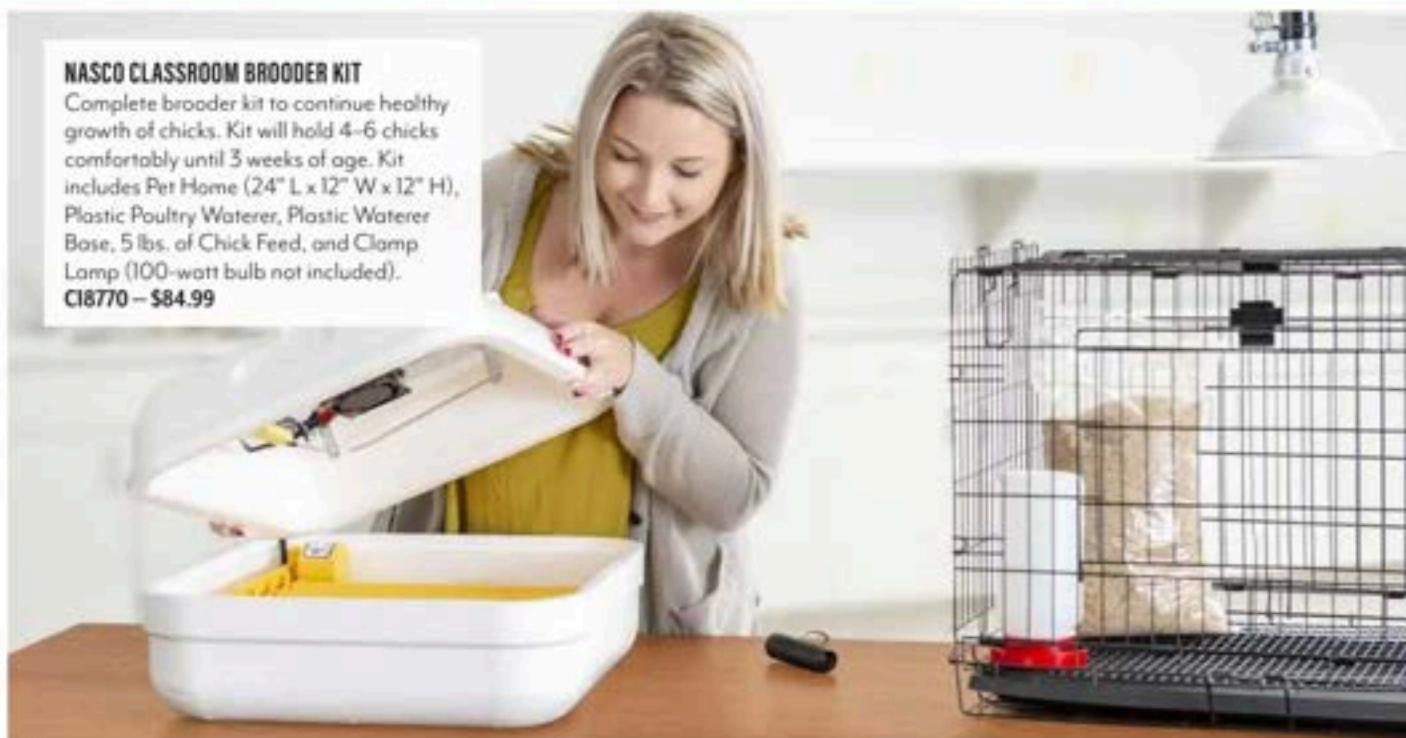 NASCO CLASSROOM BROODER KIT
Complete brooder kit to continue healthy
growth of chicks. Kit will hold 4–6 chicks
comfortably until 3 weeks of age. Kit
includes Pet Home (24" L x 12" W x 12" H),
Plastic Poultry Waterer, Plastic Waterer
Base, 5 lbs. of Chick Feed, and Clamp
Lamp (100-watt bulb not included).
C18770 – $84.99